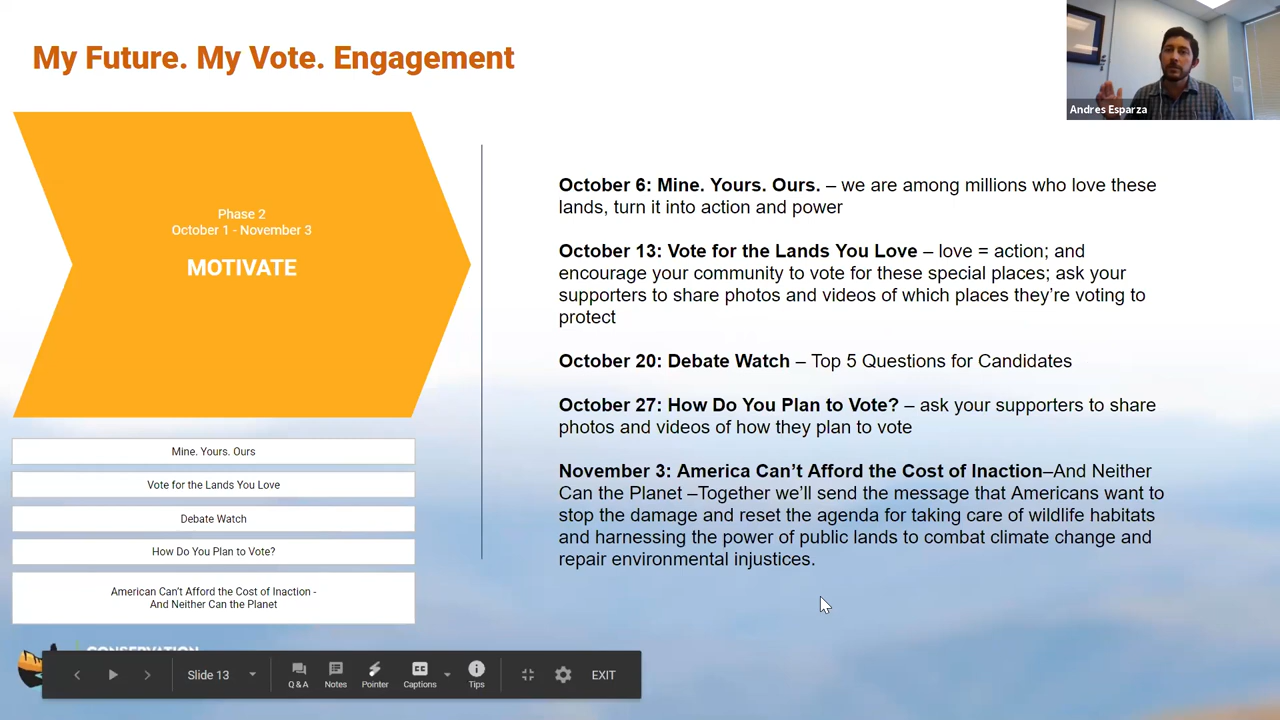 My Future. My Vote. Engagement
Andres Esparza
Phase 2
October 1 - November 3
MOTIVATE
Mine. Yours. Ours
Vote for the Lands You Love
Debate Watch
How Do You Plan to Vote?
American Can’t Afford the Cost of Inaction -
And Neither Can the Planet
October 6: Mine. Yours. Ours. – we are among millions who love these
lands, turn it into action and power
October 13: Vote for the Lands You Love – love = action; and
encourage your community to vote for these special places; ask your
supporters to share photos and videos of which places they’re voting to
protect
October 20: Debate Watch – Top 5 Questions for Candidates
October 27: How Do You Plan to Vote? – ask your supporters to share
photos and videos of how they plan to vote
November 3: America Can’t Afford the Cost of Inaction–And Neither
Can the Planet –Together we’ll send the message that Americans want to
stop the damage and reset the agenda for taking care of wildlife habitats
and harnessing the power of public lands to combat climate change and
repair environmental injustices.
CONSERVATION
Slide 13
Q & A
Notes
Pointer
CC
Captions
Tips
EXIT